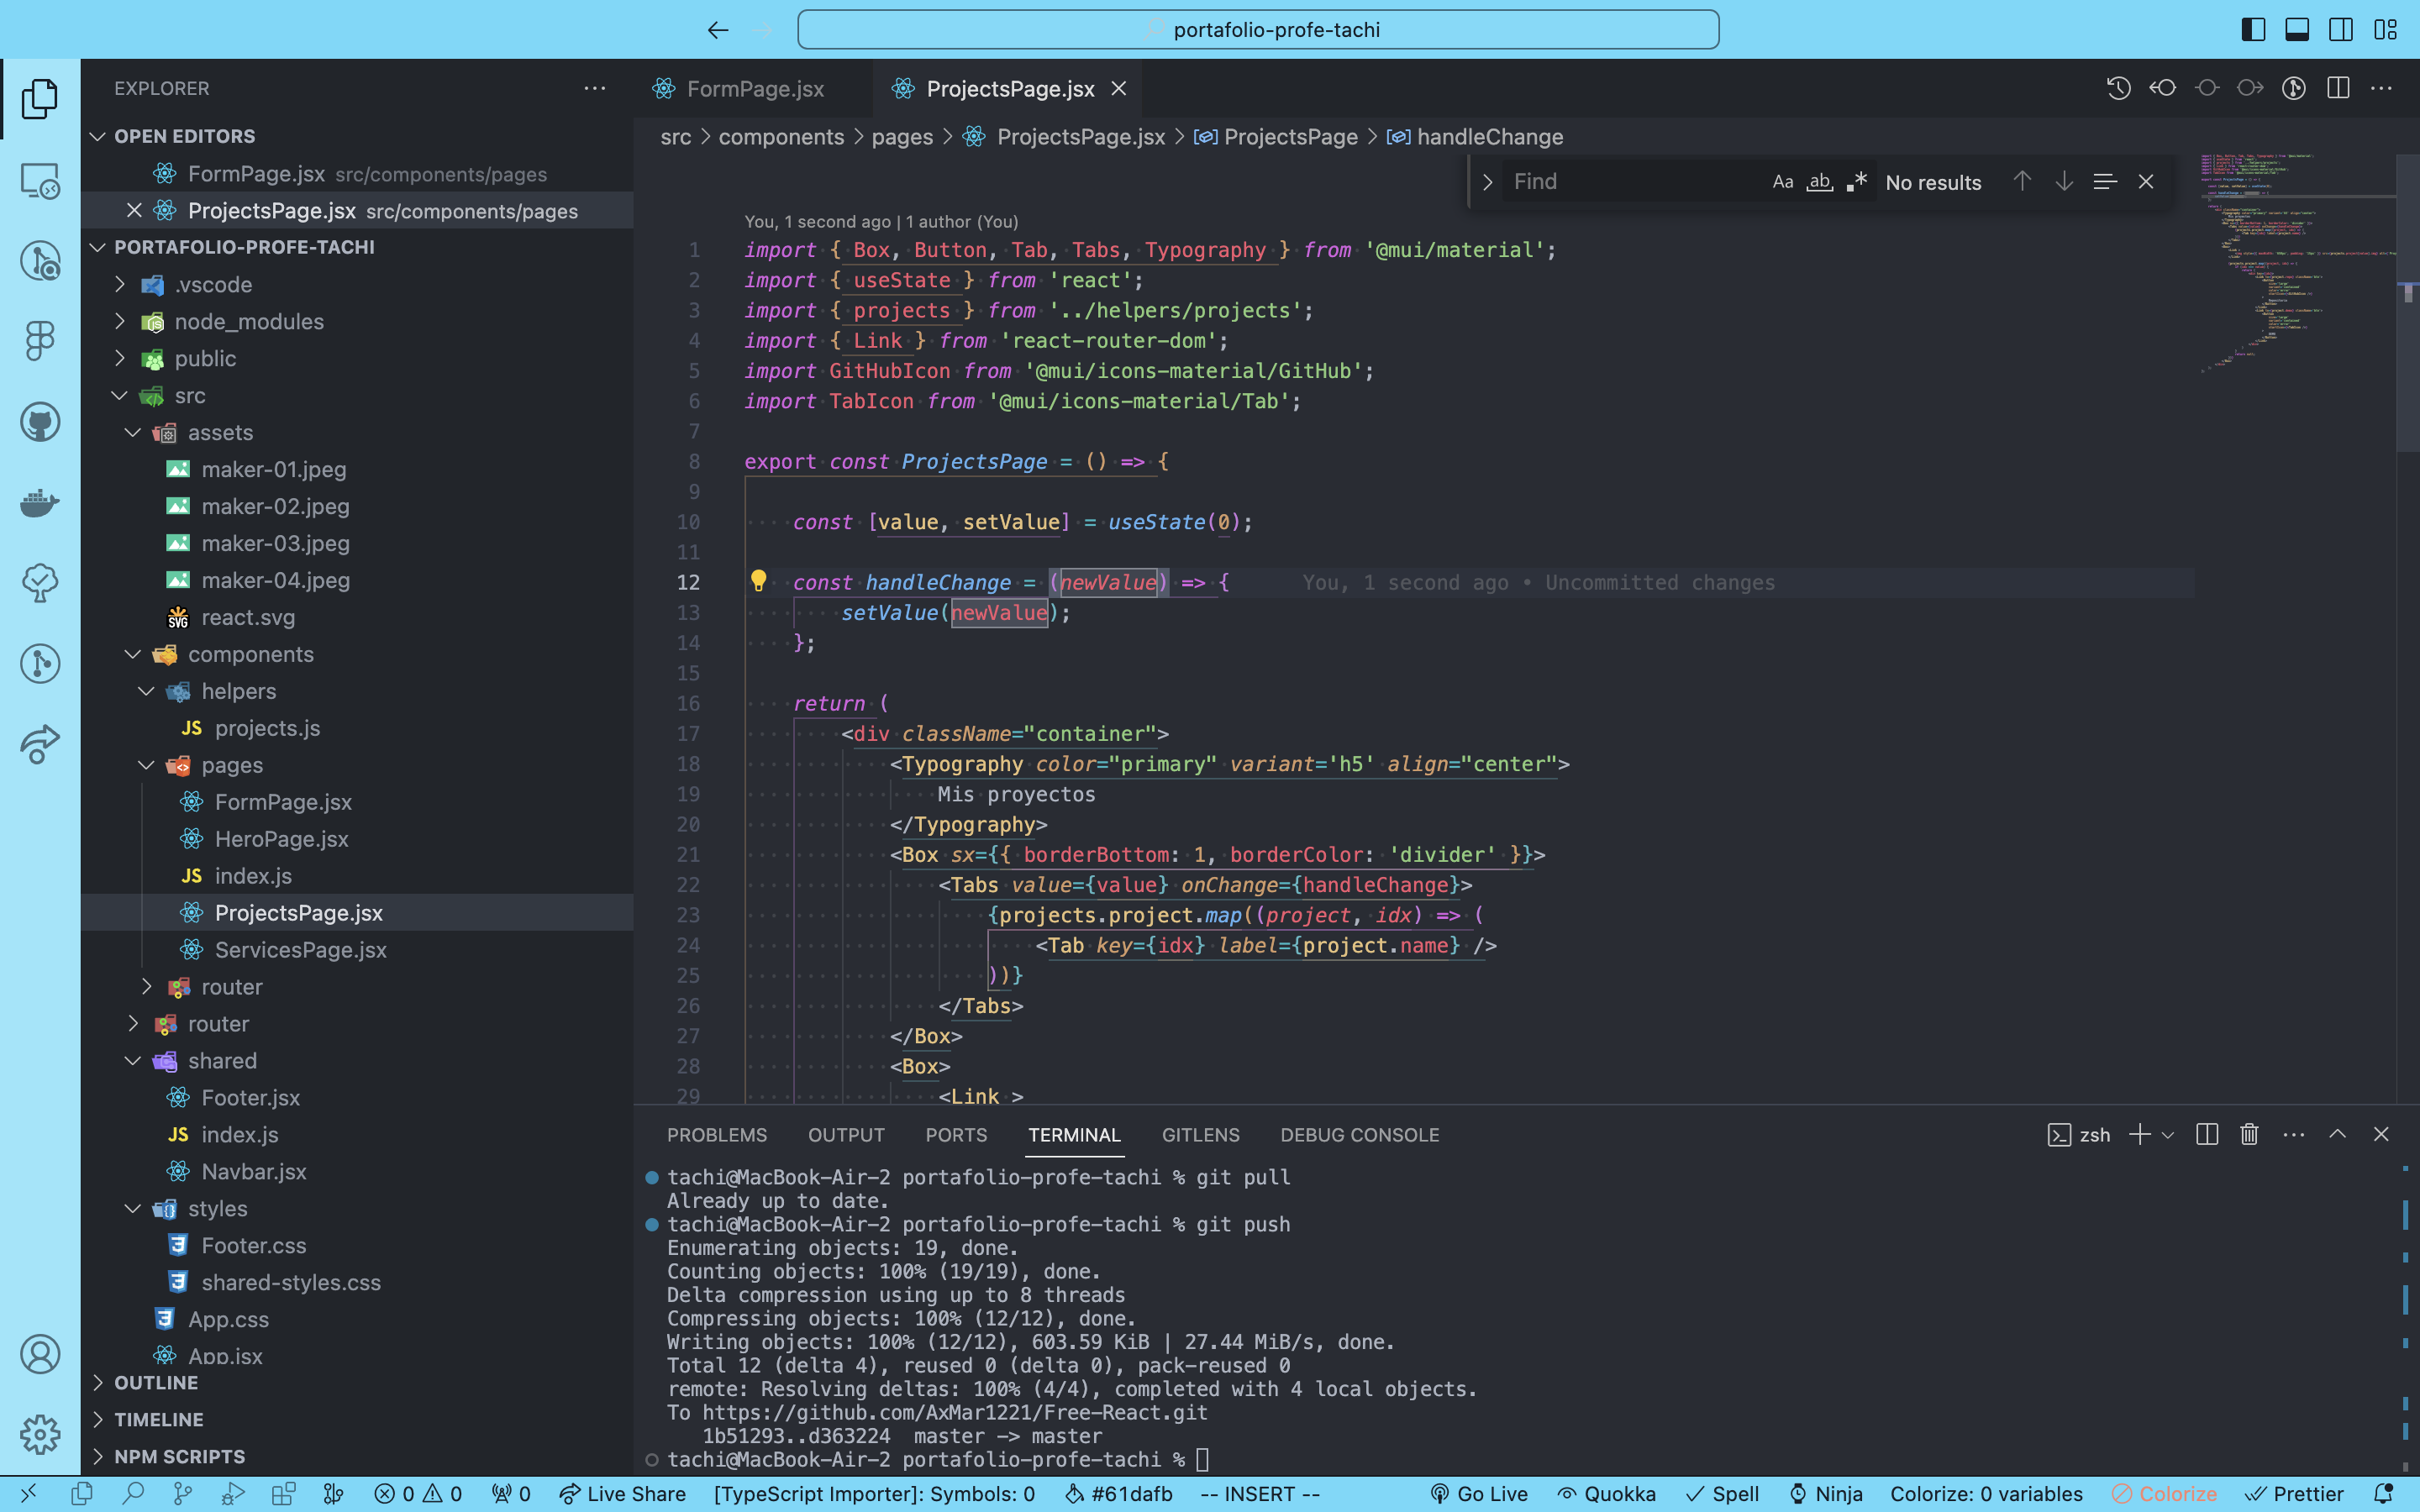 portafolio-profe-tachi
EXPLORER
OPEN EDITORS
FormPage.jsx src/components/pages
ProjectsPage.jsx src/components/pages
PORTAFOLIO-PROFE-TACHI
.vscode
node_modules
public
src
assets
maker-01.jpeg
maker-02.jpeg
maker-03.jpeg
maker-04.jpeg
react.svg
components
helpers
JS projects.js
pages
FormPage.jsx
HeroPage.jsx
JS index.js
ProjectsPage.jsx
ServicesPage.jsx
router
router
shared
Footer.jsx
JS index.js
Navbar.jsx
styles
Footer.css
shared-styles.css
App.css
App.jsx
OUTLINE
TIMELINE
NPM SCRIPTS
FormPage.jsx ProjectsPage.jsx
src > components > pages > ProjectsPage.jsx > ProjectsPage > handleChange
Find Aa ab No results
You, 1 second ago | 1 author (You)
1 import { Box, Button, Tab, Tabs, Typography } from '@mui/material';
2 import { useState } from 'react';
3 import { projects } from '../helpers/projects';
4 import { Link } from 'react-router-dom';
5 import GitHubIcon from '@mui/icons-material/GitHub';
6 import TabIcon from '@mui/icons-material/Tab';
7
8 export const ProjectsPage = () => {
9
10 const [value, setValue] = useState(0);
11
12 const handleChange = (newValue) => { You, 1 second ago • Uncommitted changes
13 setValue(newValue);
14 };
15
16 return (
17 <div className="container">
18 <Typography color="primary" variant='h5' align="center">
19 Mis proyectos
20 </Typography>
21 <Box sx={{ borderBottom: 1, borderColor: 'divider' }}>
22 <Tabs value={value} onChange={handleChange}>
23 {projects.project.map((project, idx) => (
24 <Tab key={idx} label={project.name} />
25 ))}
26 </Tabs>
27 </Box>
28 <Box>
29 <Link >
PROBLEMS OUTPUT PORTS TERMINAL GITLENS DEBUG CONSOLE zsh
tachi@MacBook-Air-2 portafolio-profe-tachi % git pull
Already up to date.
tachi@MacBook-Air-2 portafolio-profe-tachi % git push
Enumerating objects: 19, done.
Counting objects: 100% (19/19), done.
Delta compression using up to 8 threads
Compressing objects: 100% (12/12), done.
Writing objects: 100% (12/12), 603.59 KiB | 27.44 MiB/s, done.
Total 12 (delta 4), reused 0 (delta 0), pack-reused 0
remote: Resolving deltas: 100% (4/4), completed with 4 local objects.
To https://github.com/AxMar1221/Free-React.git
1b51293..d363224 master -> master
tachi@MacBook-Air-2 portafolio-profe-tachi %
0 0 0 Live Share [TypeScript Importer]: Symbols: 0 #61dafb -- INSERT -- Go Live Quokka Spell Ninja Colorize: 0 variables Colorize Prettier